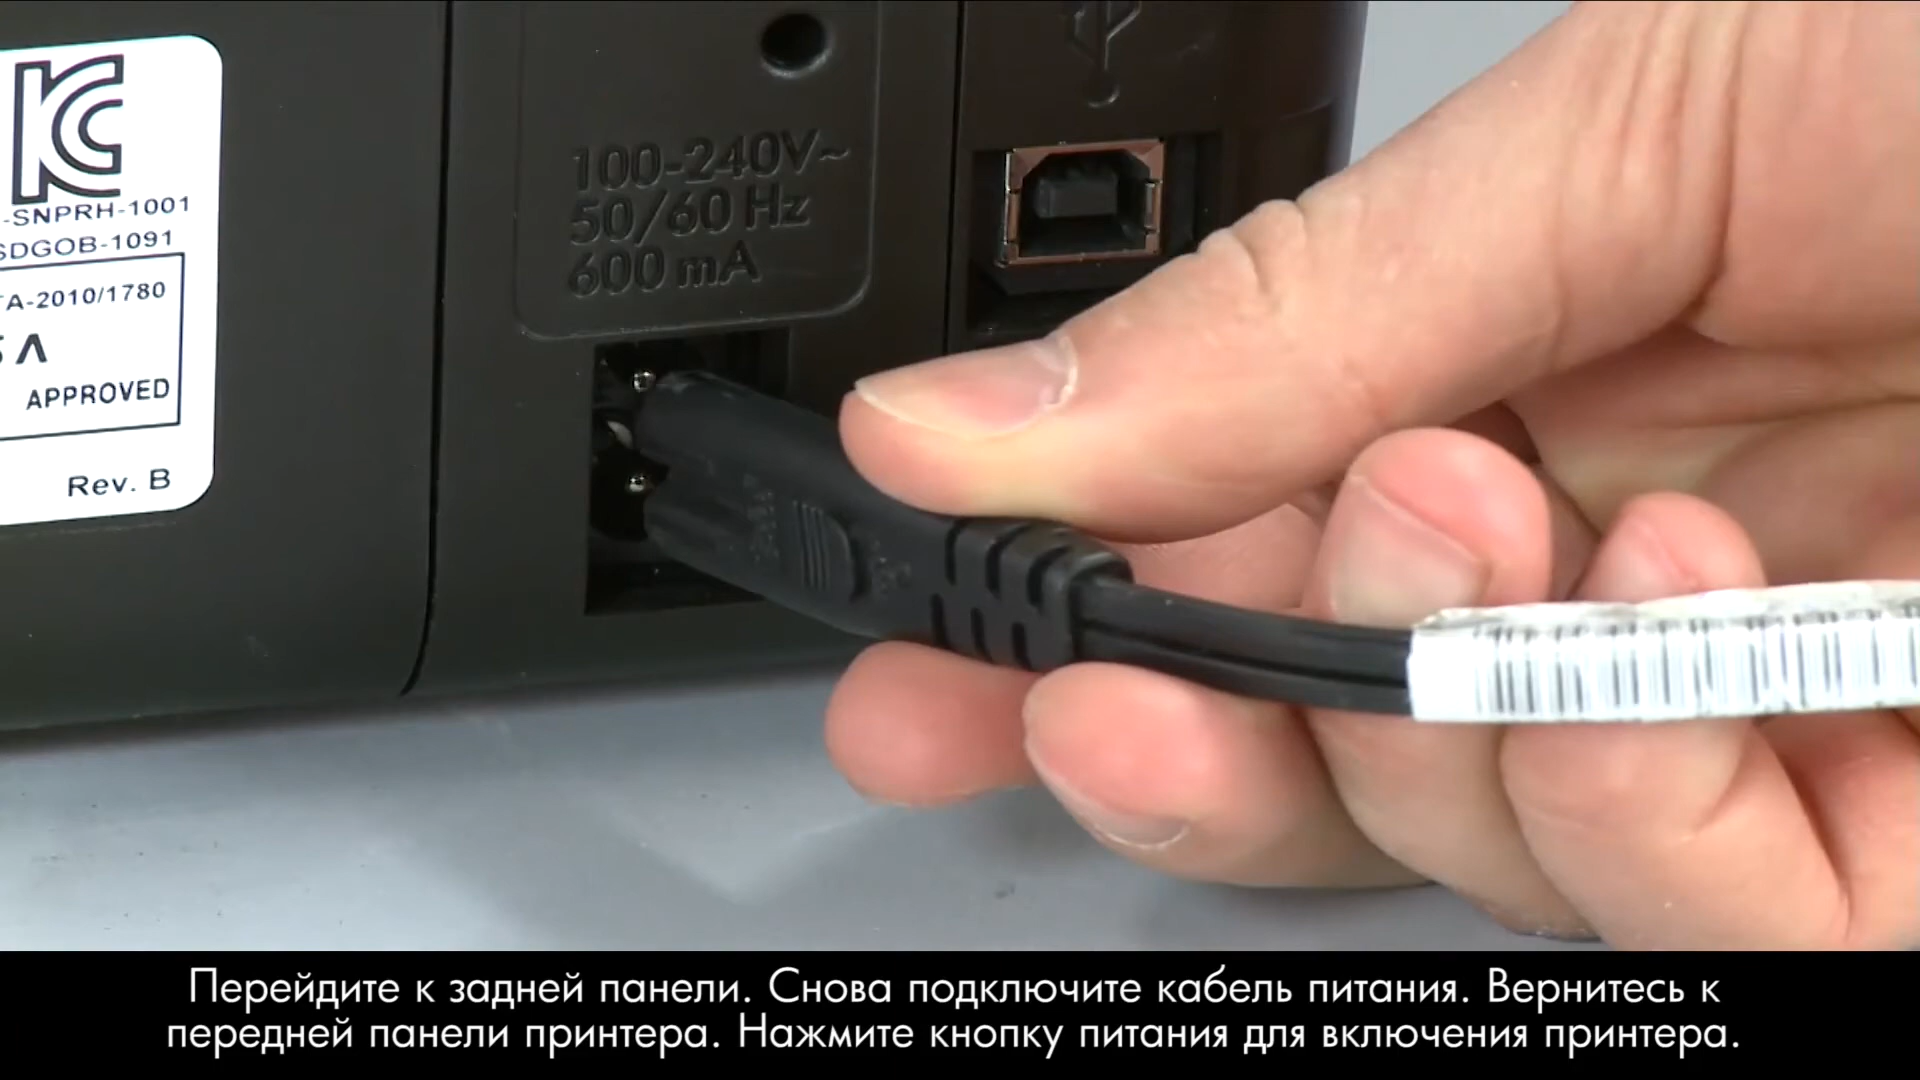 KC
-SNPRH-1001
SDGOB-1091
TA-2010/1780
APPROVED
Rev. B
100-240V~
50/60 Hz
600 mA
Перейдите к задней панели. Снова подключите кабель питания. Вернитесь к
передней панели принтера. Нажмите кнопку питания для включения принтера.